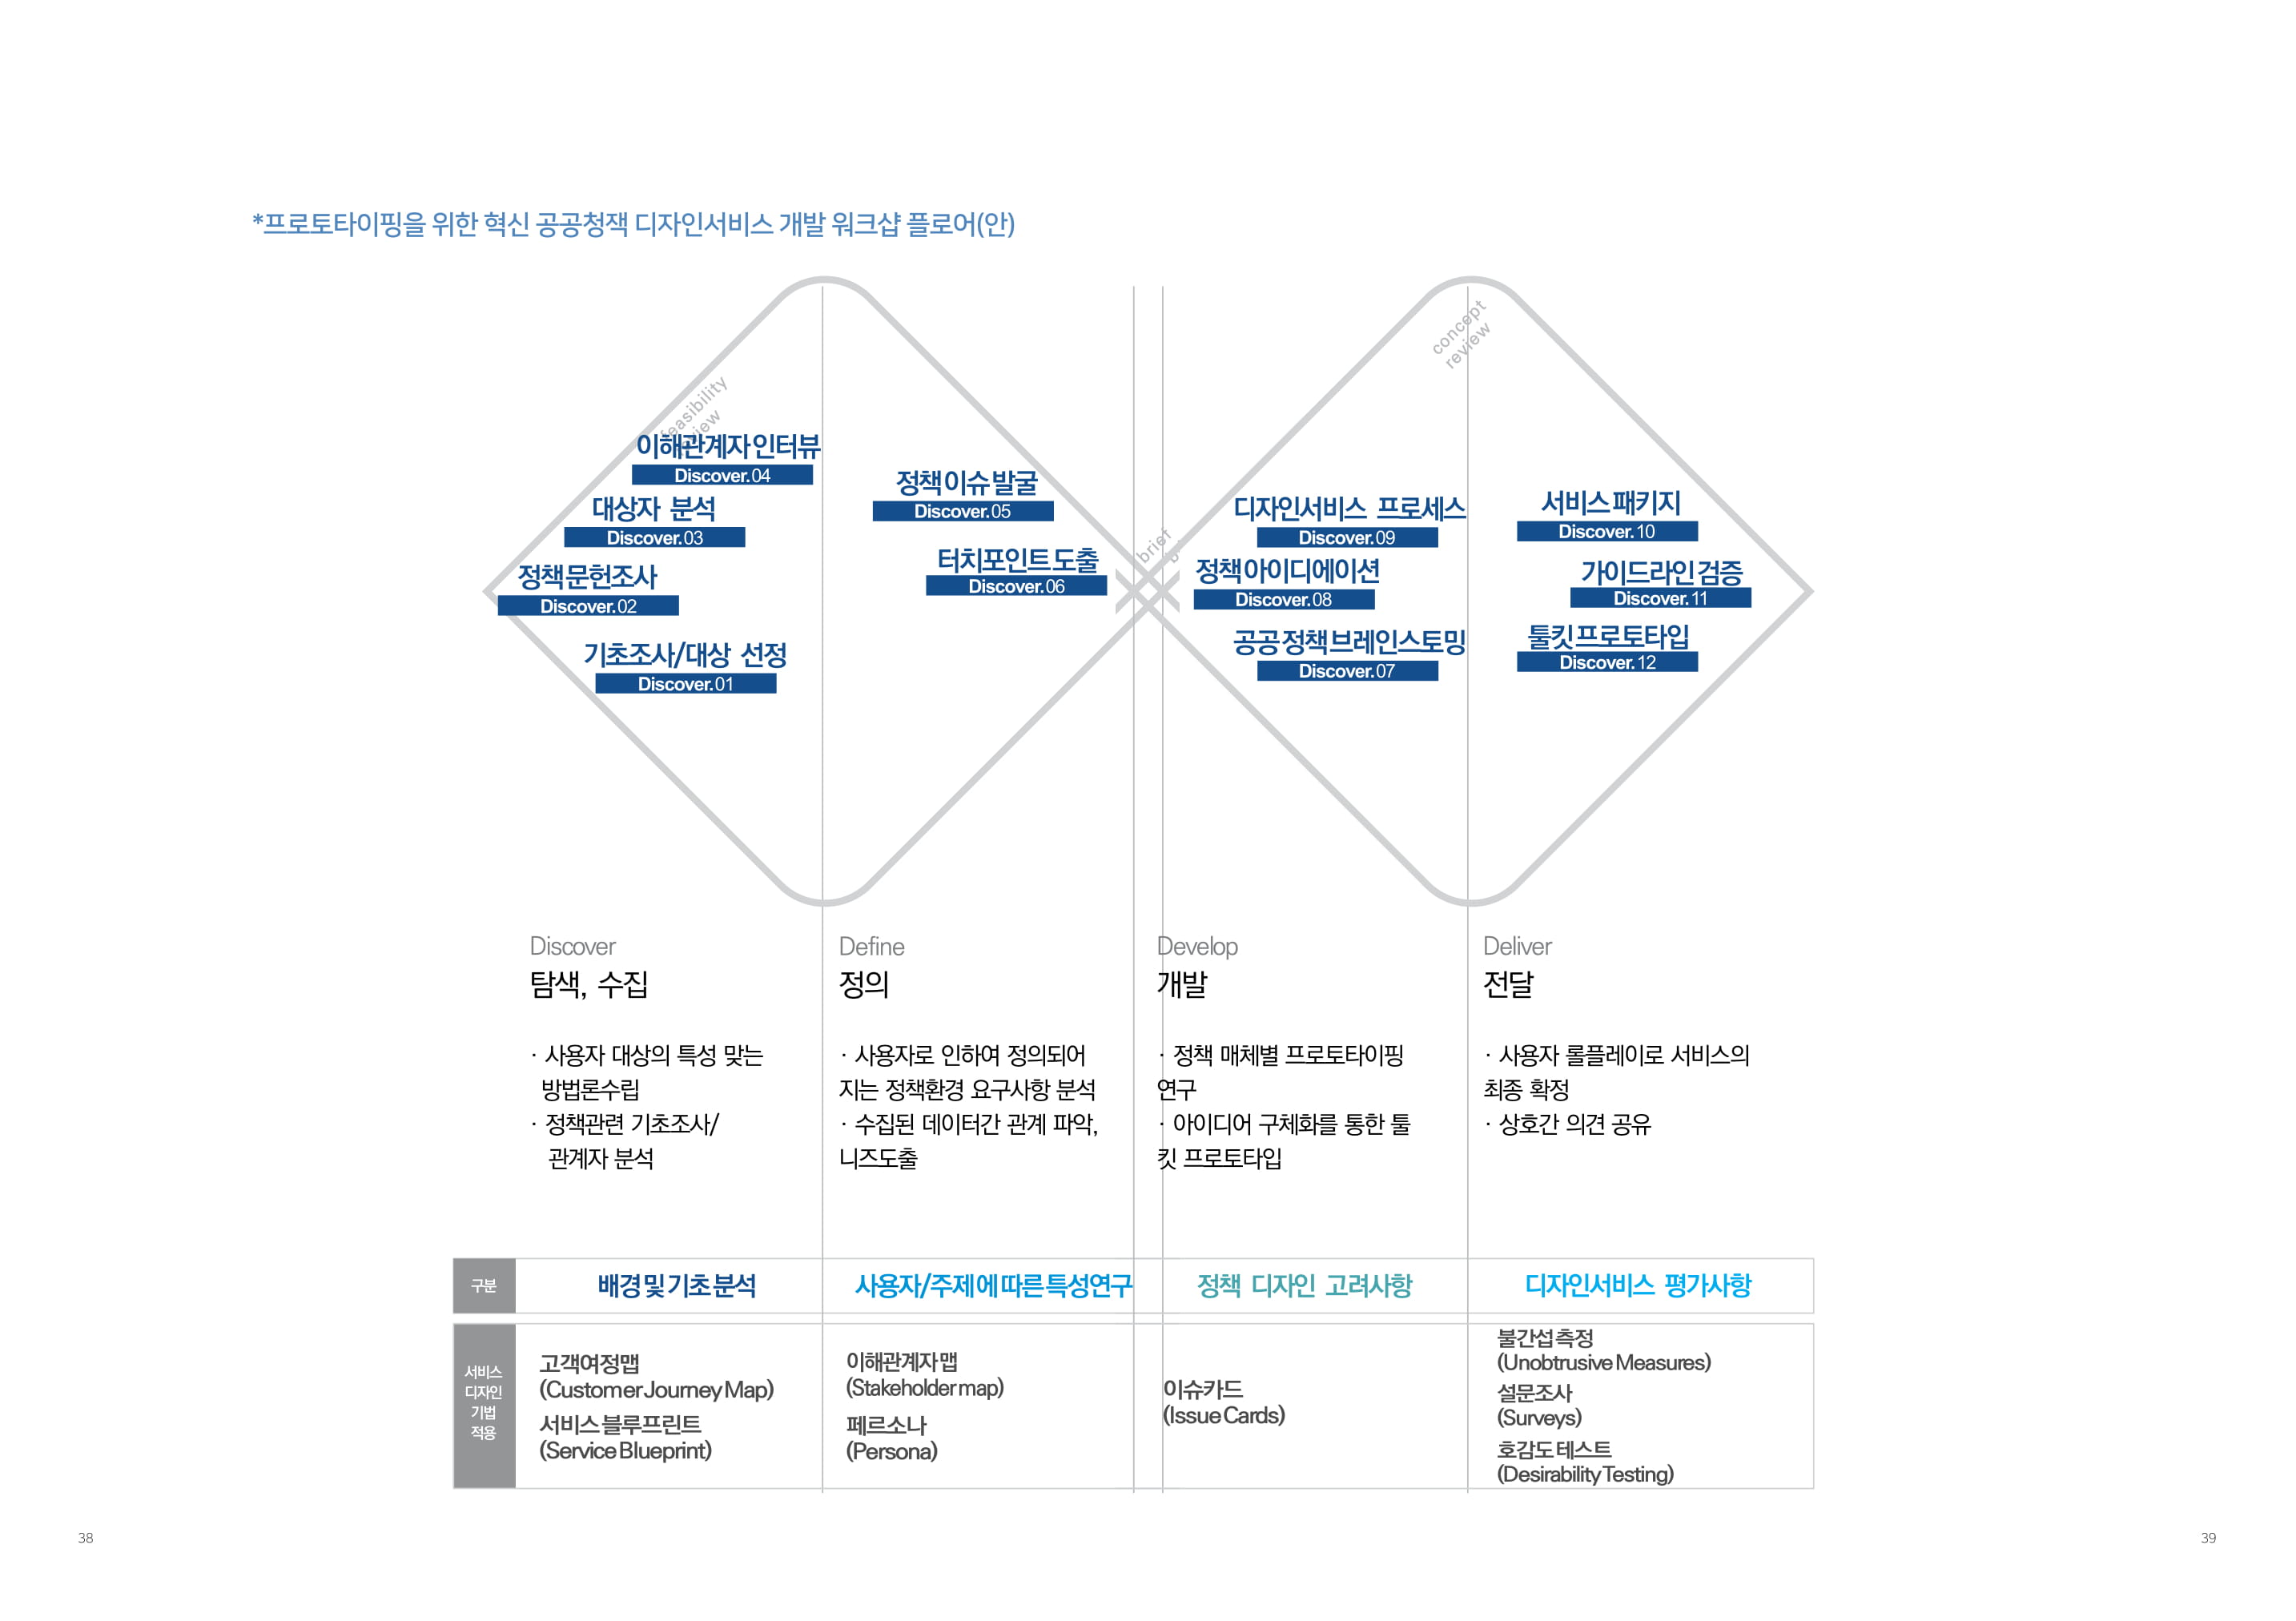 *프로토타이핑을 위한 혁신 공공청잭 디자인서비스 개발 워크샵 플로어(안)
feasibility
이해관계자 인터뷰
Discover.04
대상자 분석
Discover.03
정책 문헌조사
Discover.02
기초조사/대상 선정
Discover.01
정책 이슈 발굴
Discover.05
터치포인트 도출
Discover.06
brief
concept
review
디자인서비스 프로세스
Discover.09
정책 아이디에이션
Discover.08
공공 정책 브레인스토밍
Discover.07
서비스 패키지
Discover.10
가이드라인 검증
Discover.11
툴킷 프로토타입
Discover.12
Discover
탐색, 수집
· 사용자 대상의 특성 맞는
방법론수립
· 정책관련 기초조사/
관계자 분석
Define
정의
· 사용자로 인하여 정의되어
지는 정책환경 요구사항 분석
· 수집된 데이터간 관계 파악,
니즈도출
Develop
개발
· 정책 매체별 프로토타이핑
연구
· 아이디어 구체화를 통한 툴
킷 프로토타입
Deliver
전달
· 사용자 롤플레이로 서비스의
최종 확정
· 상호간 의견 공유
구분
배경 및 기초 분석
사용자/주제에 따른 특성연구
정책 디자인 고려사항
디자인서비스 평가사항
서비스
디자인
기법
적용
고객여정맵
(Customer Journey Map)
서비스 블루프린트
(Service Blueprint)
이해관계자 맵
(Stakeholder map)
페르소나
(Persona)
이슈카드
(Issue Cards)
불간섭 측정
(Unobtrusive Measures)
설문조사
(Surveys)
호감도 테스트
(Desirability Testing)
38
39